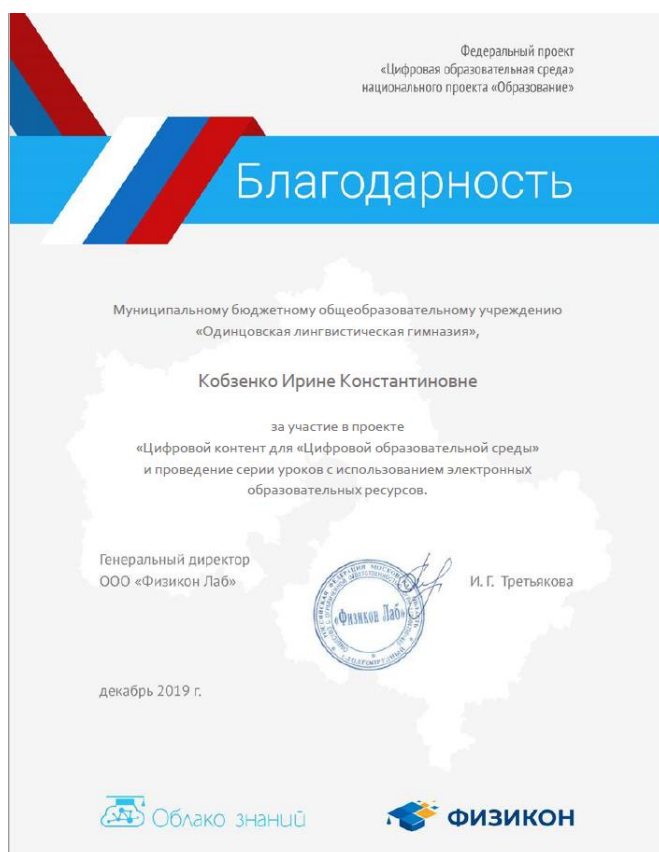 Федеральный проект
«Цифровая образовательная среда»
национального проекта «Образование»
Благодарность
Муниципальному бюджетному общеобразовательному учреждению
«Одинцовская лингвистическая гимназия»,
Кобзенко Ирине Константиновне
за участие в проекте
«Цифровой контент для «Цифровой образовательной среды»
и проведение серии уроков с использованием электронных
образовательных ресурсов.
Генеральный директор
ООО «Физикон Лаб»
И. Г. Третьякова
«Физикон Лаб»
декабрь 2019 г.
Облако знаний
ФИЗИКОН